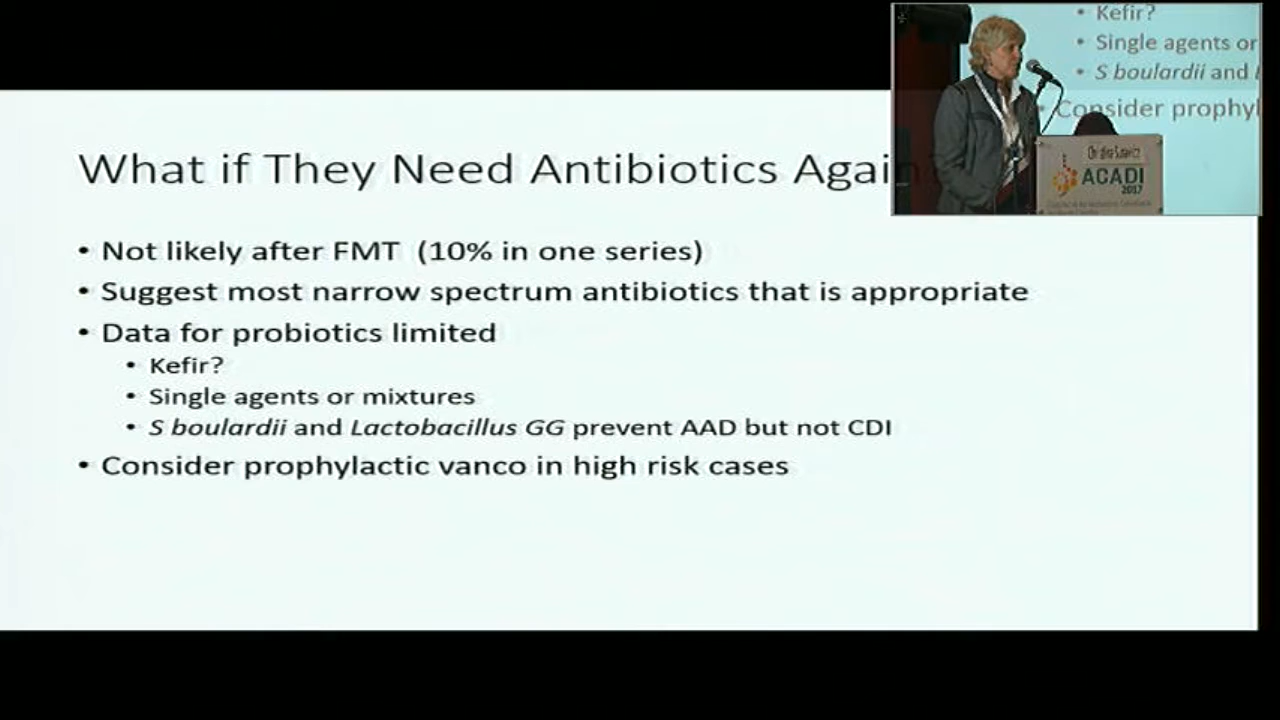 What if They Need Antibiotics Again
• Not likely after FMT (10% in one series)
• Suggest most narrow spectrum antibiotics that is appropriate
• Data for probiotics limited
• Kefir?
• Single agents or mixtures
• S boulardii and Lactobacillus GG prevent AAD but not CDI
• Consider prophylactic vanco in high risk cases
• Kefir?
• Single agents or
• S boulardii and
Consider prophyl
ACADI
2017